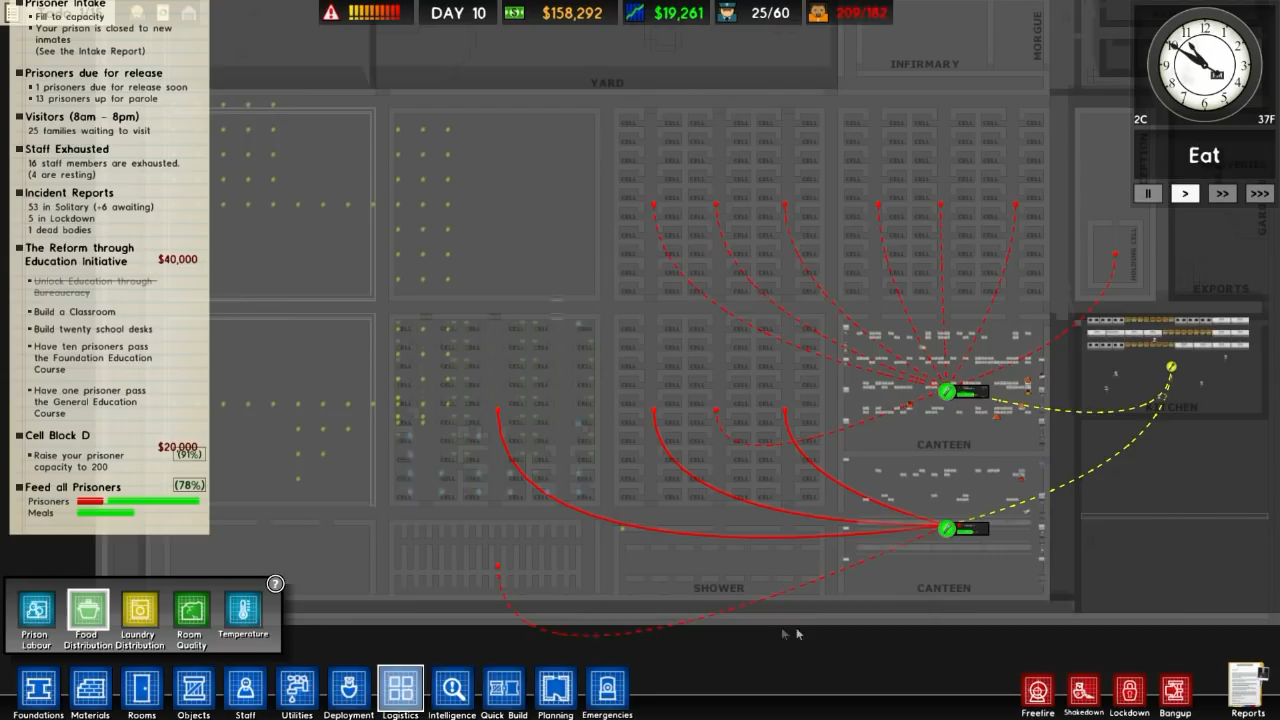 Prisoner Intake
Fill to capacity
Your prison is closed to new
inmates
(See the Intake Report)
Prisoners due for release
1 prisoners due for release soon
13 prisoners up for parole
Visitors (8am - 8pm)
25 families waiting to visit
Staff Exhausted
16 staff members are exhausted.
(4 are resting)
Incident Reports
53 in Solitary (+6 awaiting)
5 in Lockdown
1 dead bodies
The Reform through
Education Initiative $40,000
Unlock Education through
Bureaucracy
Build a Classroom
Build twenty school desks
Have ten prisoners pass
the Foundation Education
Course
Have one prisoner pass
the General Education
Course
Cell Block D $20,000
Raise your prisoner (91%)
capacity to 200
Feed all Prisoners (78%)
Prisoners
Meals
DAY 10 $158,292 $19,261 25/60 209/182
YARD
INFIRMARY
MORGUE
2C 37F
Eat
HOLDING CELL
EXPORTS
KITCHEN
CANTEEN
SHOWER
CANTEEN
?
Prison
Labour
Food
Distribution
Laundry
Distribution
Room
Quality
Temperature
Foundations Materials Rooms Objects Staff Utilities Deployment Logistics Intelligence Quick Build Planning Emergencies
Freefire Shakedown Lockdown Bangup Reports